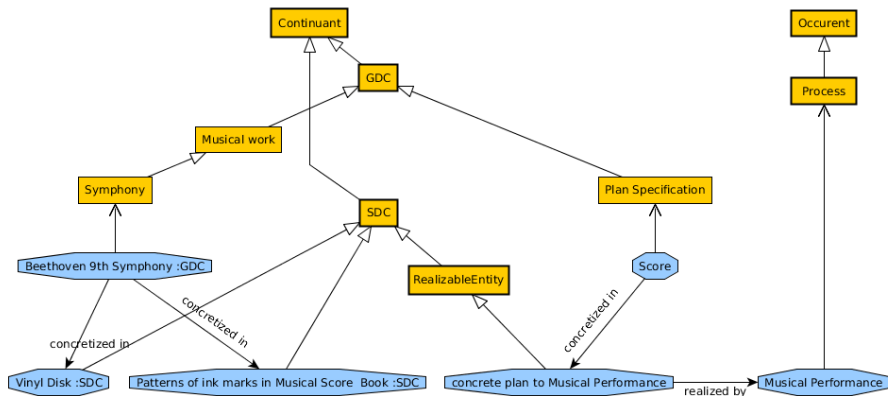 Continuant
Occurent
GDC
Process
Musical work
Symphony
Plan Specification
SDC
Beethoven 9th Symphony :GDC
Score
RealizableEntity
concretized in
concretized in
concretized in
Vinyl Disk :SDC
Patterns of ink marks in Musical Score Book :SDC
concrete plan to Musical Performance
realized by
Musical Performance